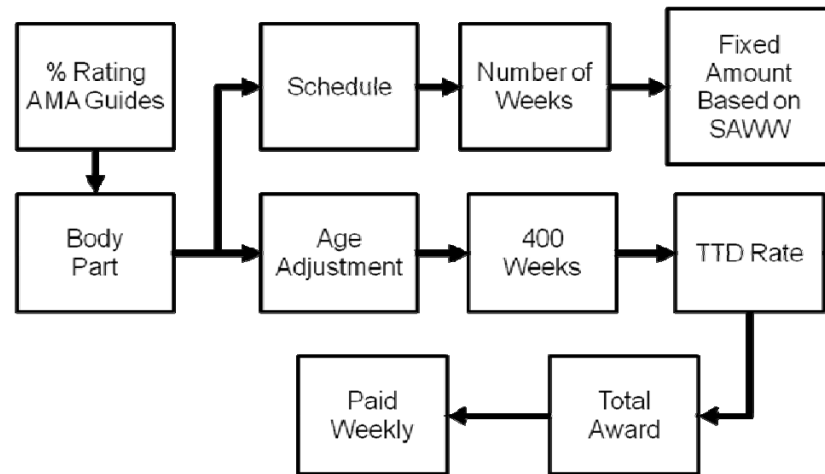 % Rating
AMA Guides
Schedule
Number of
Weeks
Fixed
Amount
Based on
SAWW
Body
Part
Age
Adjustment
400
Weeks
TTD Rate
Paid
Weekly
Total
Award